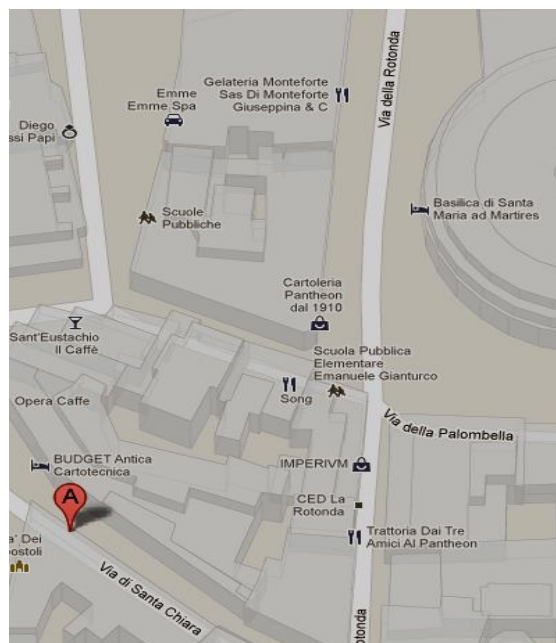 Gelateria Monteforte
Sas Di Monteforte
Giuseppina & C
Via della Rotonda
Emme
Emme Spa
Diego
ssi Papi
Basilica di Santa
Maria ad Martires
Scuole
Pubbliche
Cartoleria
Pantheon
dal 1910
Sant'Eustachio
Il Caffè
Scuola Pubblica
Elementare
Emanuele Gianturco
Song
Opera Caffe
Via della Palombella
BUDGET Antica
Cartotecnica
IMPERIVM
A
CED La
Rotonda
Trattoria Dai Tre
Amici Al Pantheon
a' Dei
postoli
Via di Santa Chiara
otonda